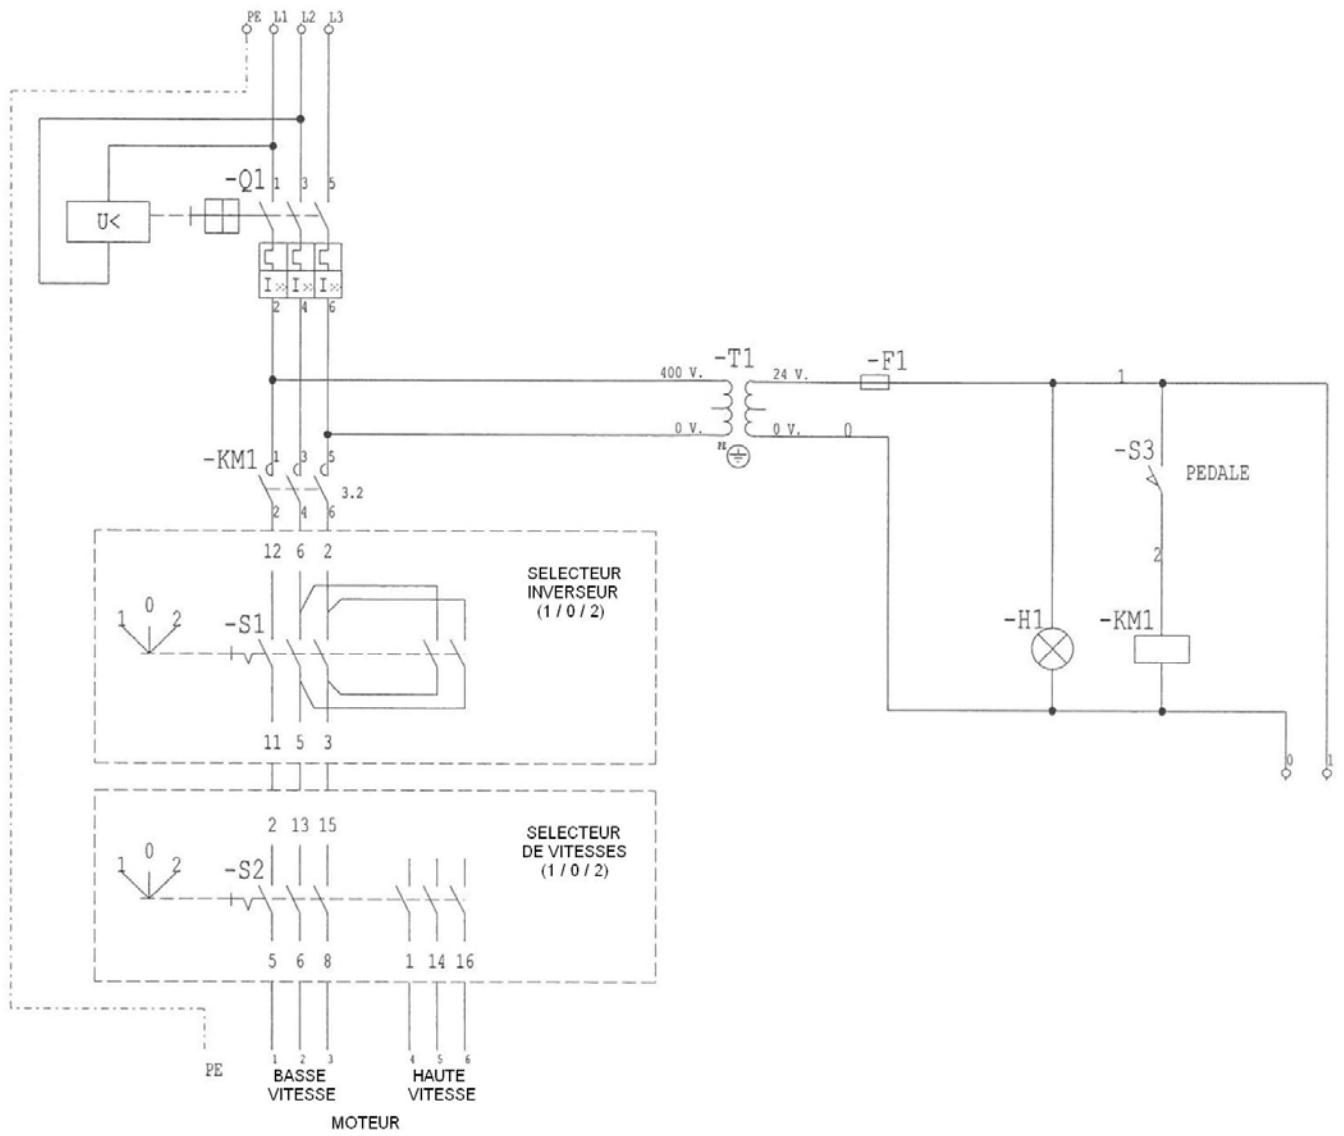 PE L1 L2 L3
-Q1 1 3 5
U<
I>> I>> I>>
2 4 6
-T1
400 V. 24 V.
-F1
1
0 V. 0 V. 0
PE
-KM1 1 3 5
3.2
2 4 6
-S3
PEDALE
2
12 6 2
SELECTEUR
INVERSEUR
(1 / 0 / 2)
1 0 2
-S1
-H1
-KM1
11 5 3
0 1
2 13 15
SELECTEUR
DE VITESSES
(1 / 0 / 2)
1 0 2
-S2
5 6 8 1 14 16
PE
1 2 3 4 5 6
BASSE
VITESSE
HAUTE
VITESSE
MOTEUR